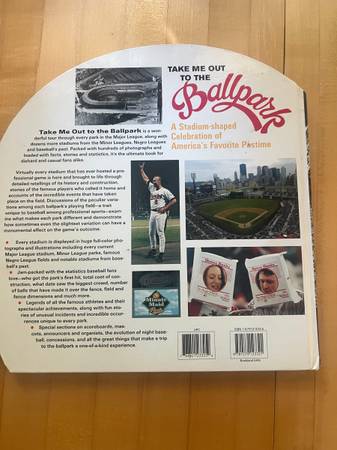 TAKE ME OUT
TO THE
Ballpark
A Stadium-shaped
Celebration of
America's Favorite Pastime
Take Me Out to the Ballpark is a won-
derful tour through every park in the Major League, along with
dozens more stadiums from the Minor Leagues, Negro Leagues
and baseball's past. Packed with hundreds of photographs and
loaded with facts, stories and statistics, it's the ultimate book for
diehard and casual fans alike.
Virtually every stadium that has ever hosted a pro-
fessional game is here and brought to life through
detailed retellings of its history and construction,
stories of the famous players who called it home and
accounts of the incredible events that have taken
place on the field. Discussions of the peculiar varia-
tions among each ballpark's playing field—a trait
unique to baseball among professional sports—exam-
ine what makes each park different and demonstrate
how sometimes even the slightest variation can have a
monumental effect on the game's outcome.
Every stadium is displayed in huge full-color pho-
tographs and illustrations including every current
Major League stadium, Minor League parks, famous
Negro League fields and notable stadiums from base-
ball's past.
Jam-packed with the statistics baseball fans
love—who got the park's first hit, total cost of con-
struction, what date saw the biggest crowd, number
of balls that have made it over the fence, field and
fence dimensions and much more.
Legends of all the famous athletes and their
spectacular achievements, along with fun sto-
ries of unusual incidents and incredible occur-
rences unique to every park.
Special sections on scoreboards, mas-
cots, announcers and organists, the evolution of night base-
ball, concessions, and all the great things that make a trip
to the ballpark a one-of-a-kind experience.
Minute
Maid